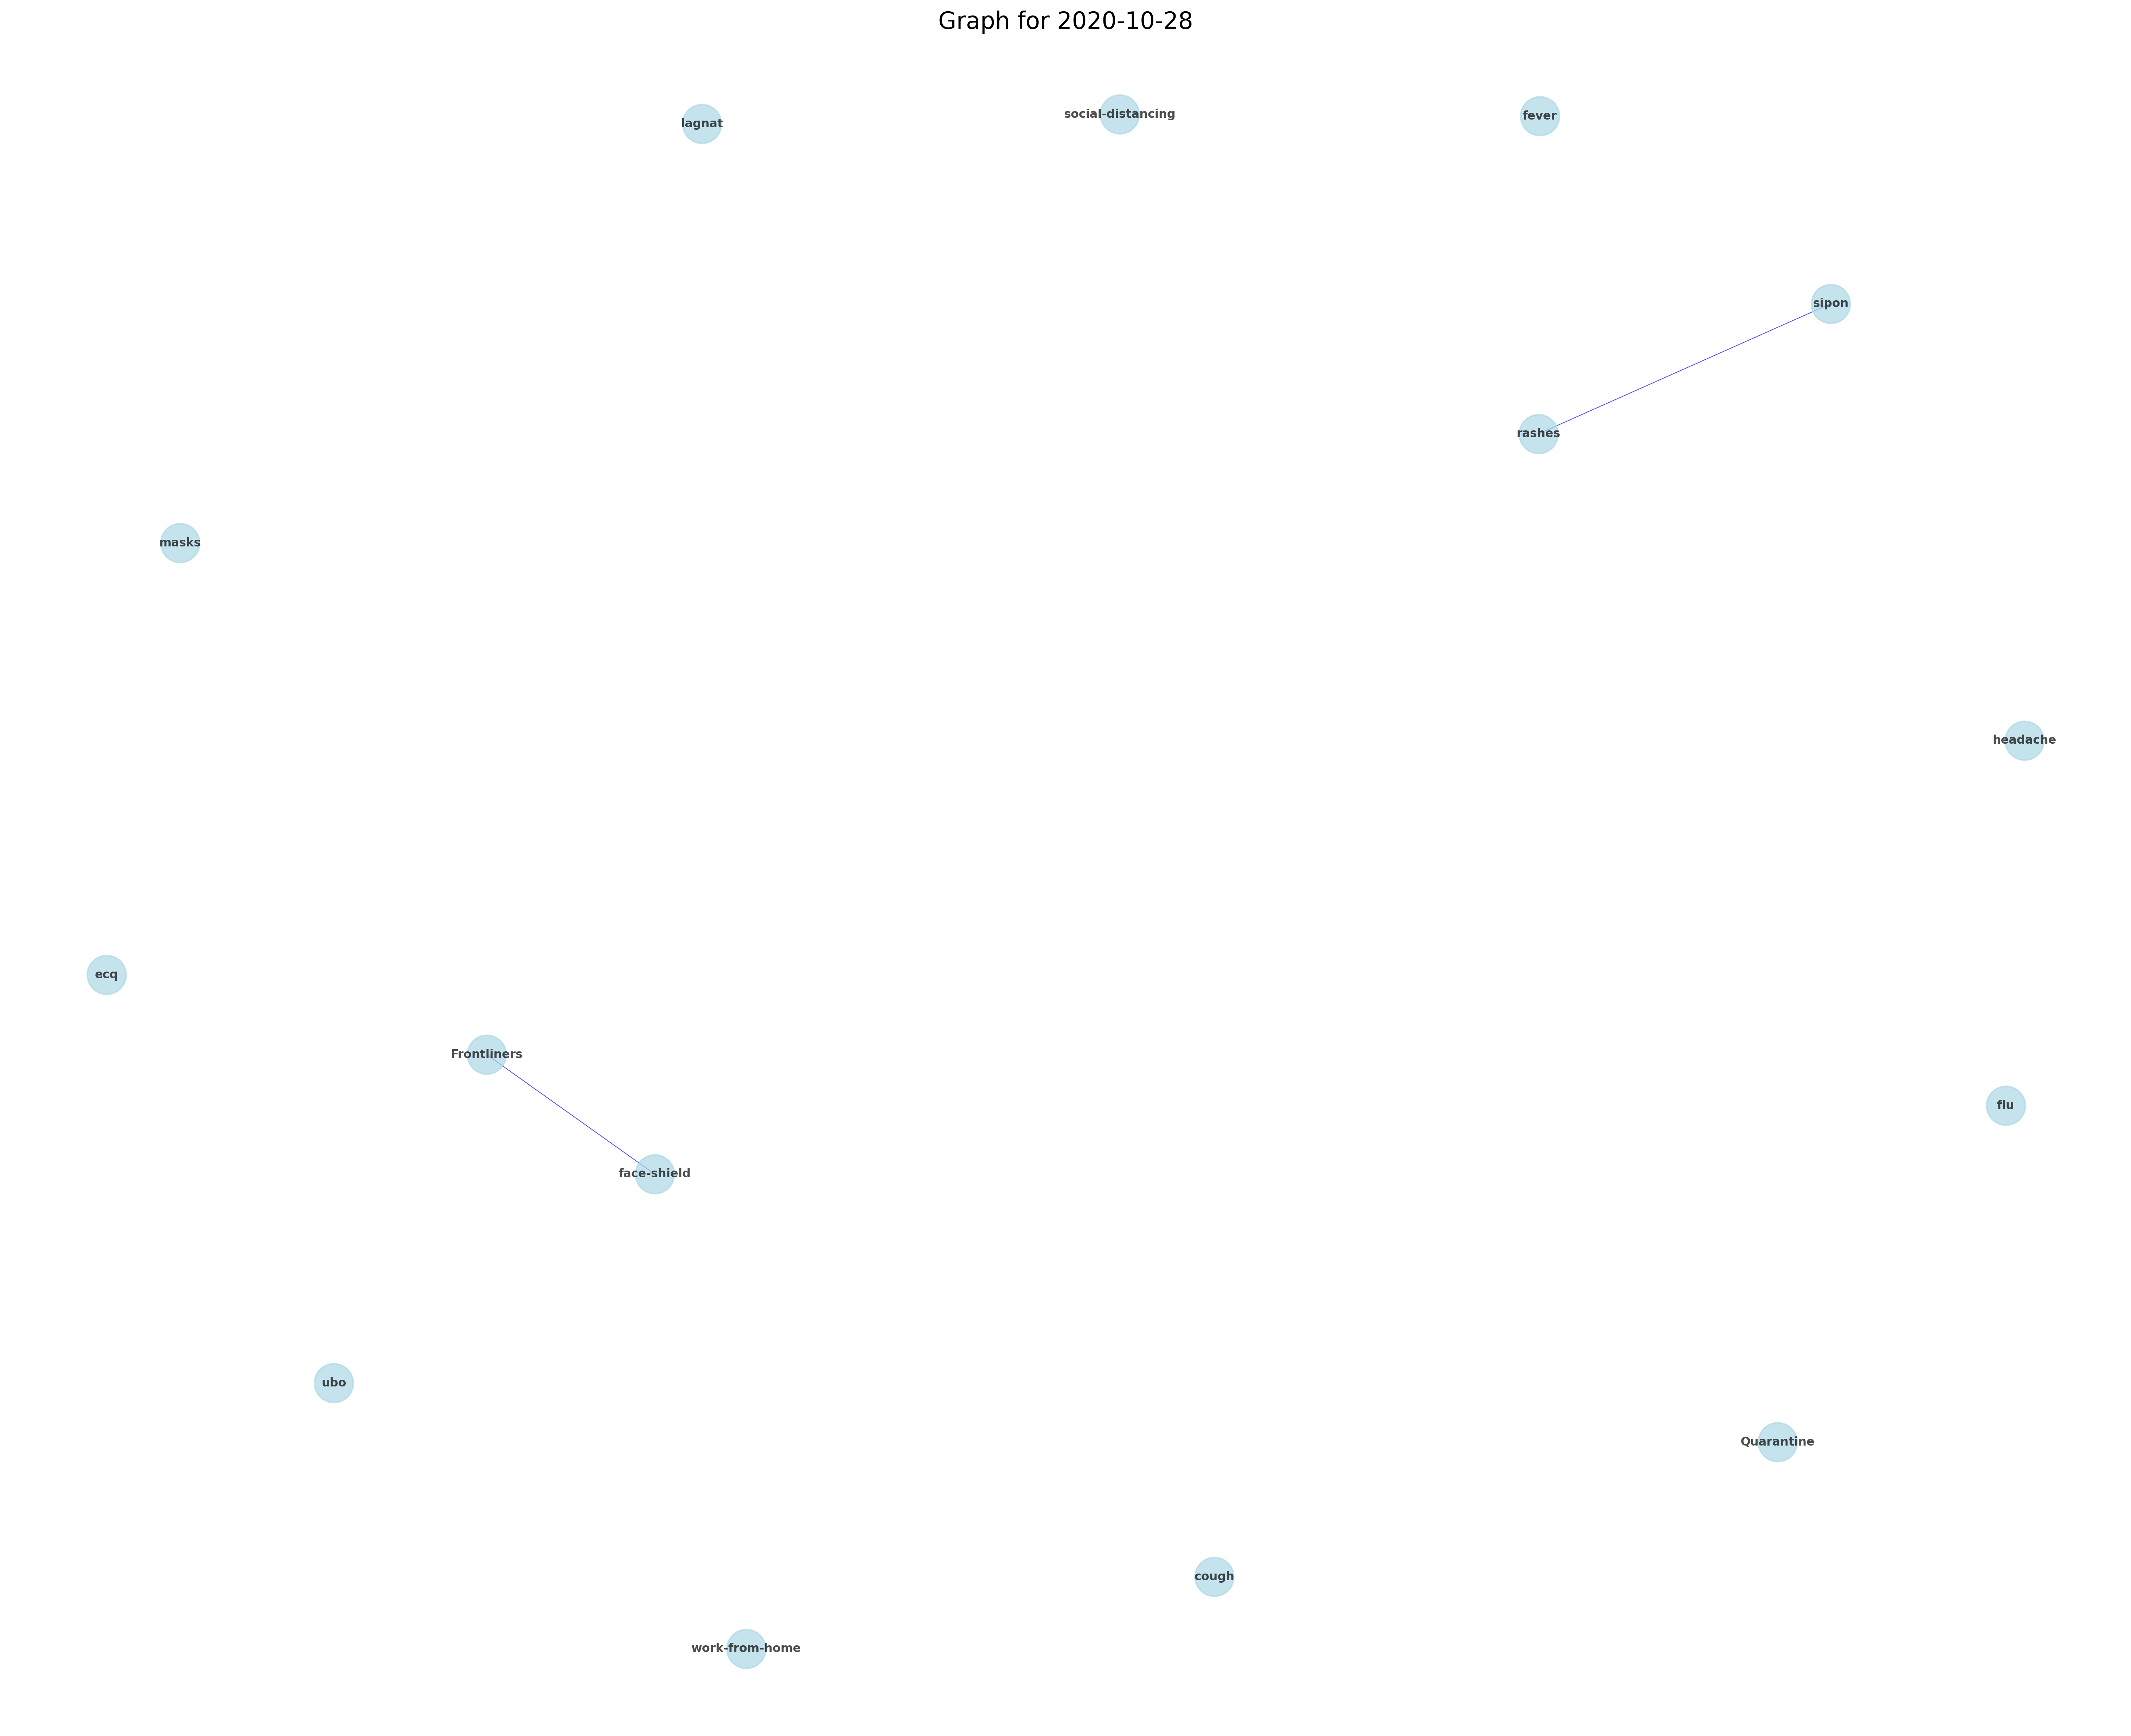 Graph for 2020-10-28
lagnat
social-distancing
fever
sipon
rashes
masks
headache
ecq
Frontliners
flu
face-shield
ubo
Quarantine
cough
work-from-home